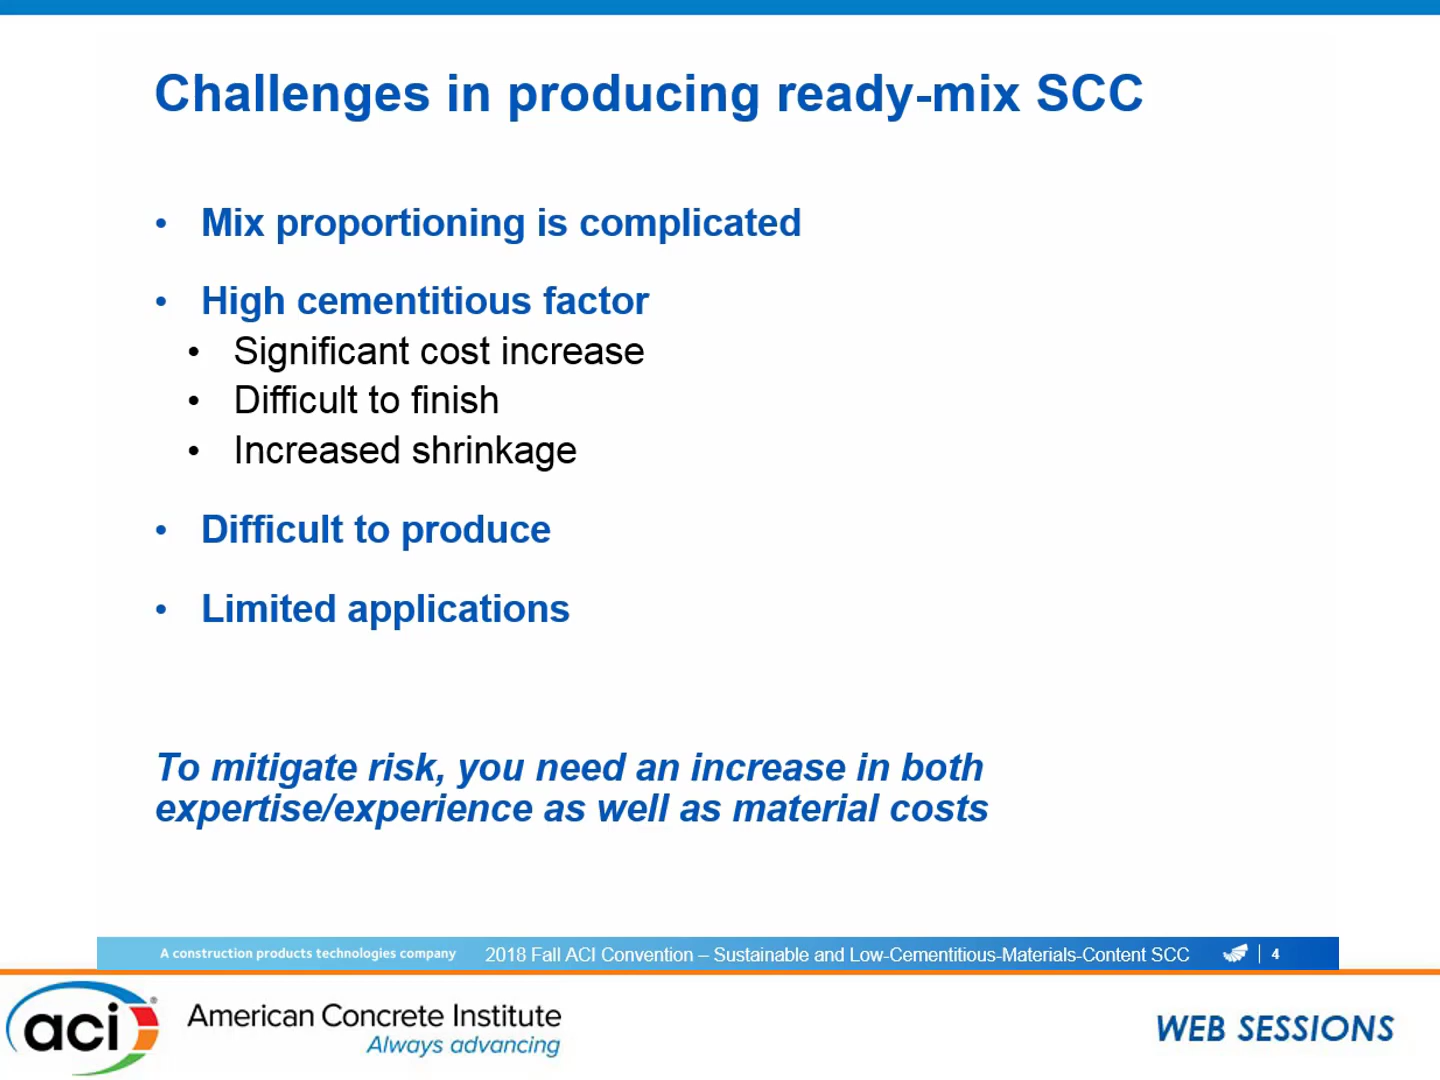 Challenges in producing ready-mix SCC
• Mix proportioning is complicated
• High cementitious factor
• Significant cost increase
• Difficult to finish
• Increased shrinkage
• Difficult to produce
• Limited applications
To mitigate risk, you need an increase in both
expertise/experience as well as material costs
A construction products technologies company 2018 Fall ACI Convention – Sustainable and Low-Cementitious-Materials-Content SCC 4
aci® American Concrete Institute
Always advancing
WEB SESSIONS